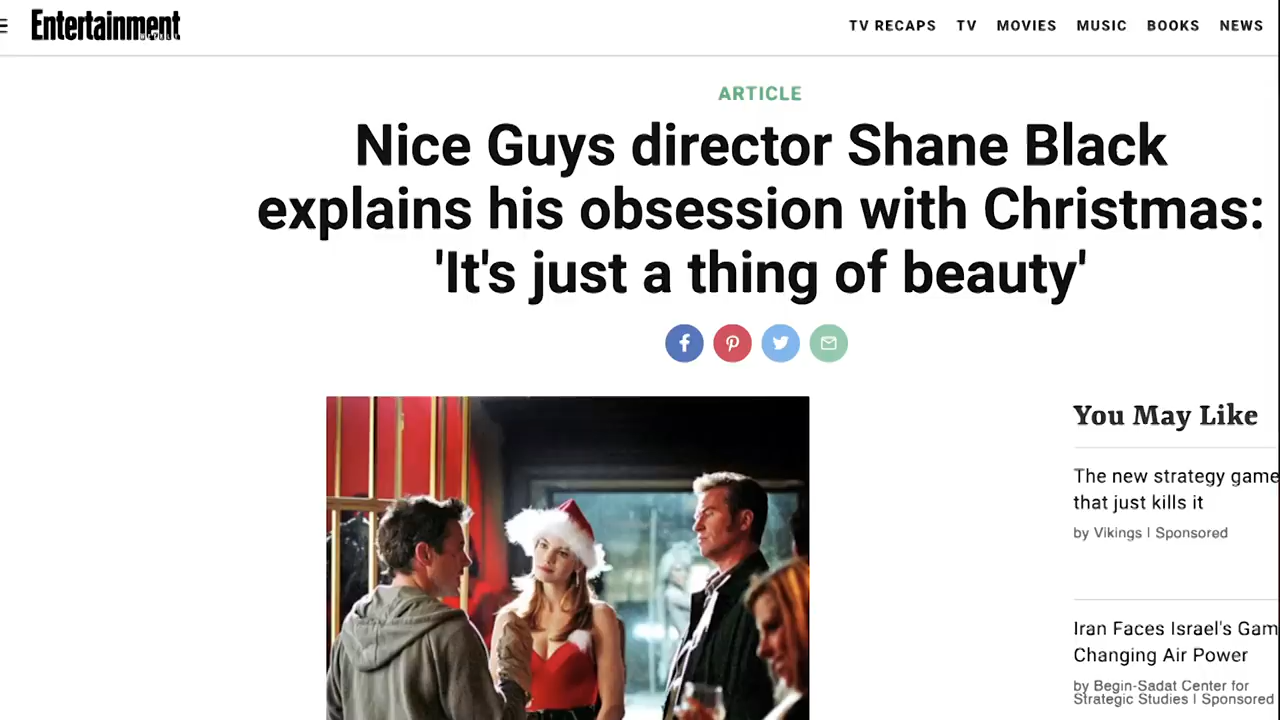 Entertainment
TV RECAPS TV MOVIES MUSIC BOOKS NEWS
ARTICLE
Nice Guys director Shane Black
explains his obsession with Christmas:
'It's just a thing of beauty'
You May Like
The new strategy game
that just kills it
by Vikings | Sponsored
Iran Faces Israel's Gam
Changing Air Power
by Begin-Sadat Center for
Strategic Studies | Sponsored